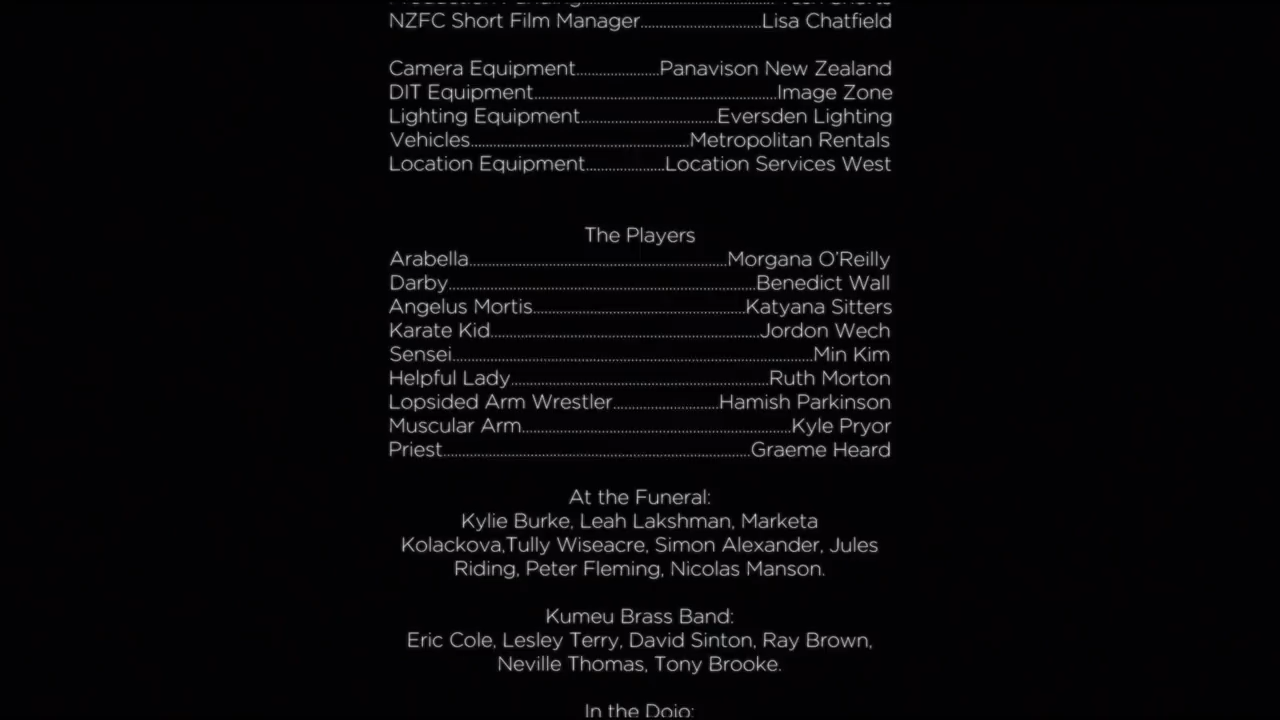 NZFC Short Film Manager..............................Lisa Chatfield
Camera Equipment.....................Panavison New Zealand
DIT Equipment.............................................................Image Zone
Lighting Equipment..................................Eversden Lighting
Vehicles.......................................................Metropolitan Rentals
Location Equipment....................Location Services West
The Players
Arabella.................................................................Morgana O'Reilly
Darby.............................................................................Benedict Wall
Angelus Mortis.....................................................Katyana Sitters
Karate Kid....................................................................Jordon Wech
Sensei..........................................................................................Min Kim
Helpful Lady.................................................................Ruth Morton
Lopsided Arm Wrestler...........................Hamish Parkinson
Muscular Arm...................................................................Kyle Pryor
Priest.............................................................................Graeme Heard
At the Funeral:
Kylie Burke, Leah Lakshman, Marketa
Kolackova,Tully Wiseacre, Simon Alexander, Jules
Riding, Peter Fleming, Nicolas Manson.
Kumeu Brass Band:
Eric Cole, Lesley Terry, David Sinton, Ray Brown,
Neville Thomas, Tony Brooke.
In the Dojo: